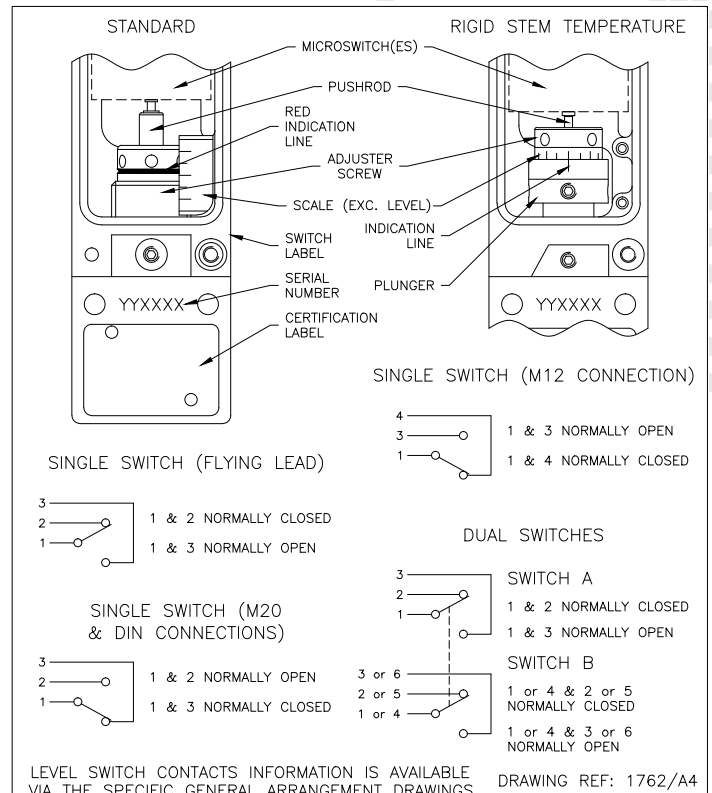 STANDARD
RIGID STEM TEMPERATURE
MICROSWITCH(ES)
PUSHROD
RED
INDICATION
LINE
ADJUSTER
SCREW
SCALE (EXC. LEVEL)
INDICATION
LINE
SWITCH
LABEL
SERIAL
NUMBER
PLUNGER
YYXXXX
YYXXXX
CERTIFICATION
LABEL
SINGLE SWITCH (M12 CONNECTION)
4
3
1
1 & 3 NORMALLY OPEN
1 & 4 NORMALLY CLOSED
SINGLE SWITCH (FLYING LEAD)
3
2
1
1 & 2 NORMALLY CLOSED
1 & 3 NORMALLY OPEN
DUAL SWITCHES
3
2
1
SWITCH A
1 & 2 NORMALLY CLOSED
1 & 3 NORMALLY OPEN
SINGLE SWITCH (M20
& DIN CONNECTIONS)
3
2
1
1 & 2 NORMALLY OPEN
1 & 3 NORMALLY CLOSED
SWITCH B
3 or 6
2 or 5
1 or 4
1 or 4 & 2 or 5
NORMALLY CLOSED
1 or 4 & 3 or 6
NORMALLY OPEN
LEVEL SWITCH CONTACTS INFORMATION IS AVAILABLE
VIA THE SPECIFIC GENERAL ARRANGEMENT DRAWINGS
DRAWING REF: 1762/A4